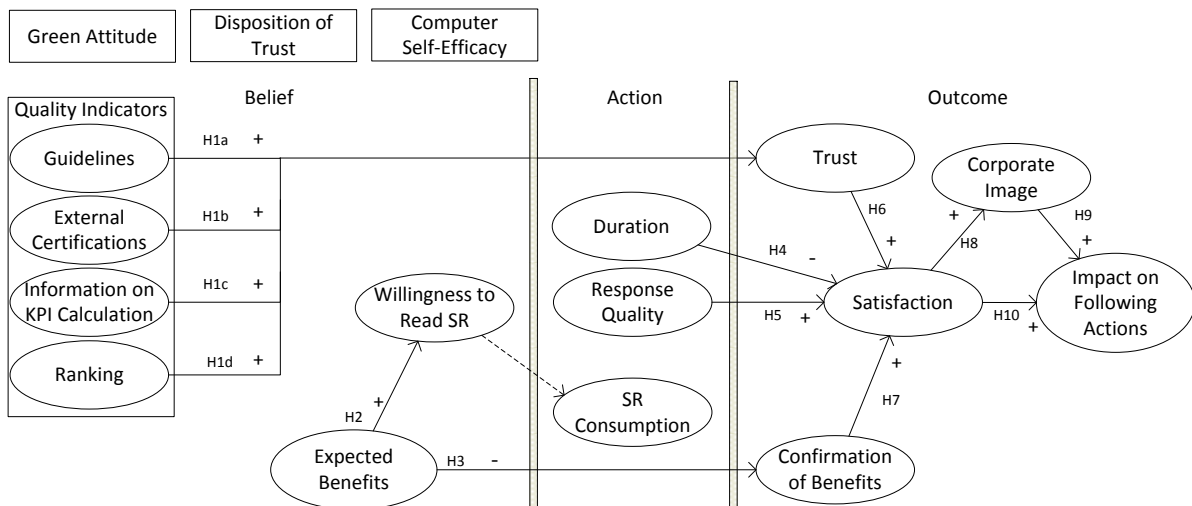 Green Attitude
Disposition of
Trust
Computer
Self-Efficacy
Belief
Action
Outcome
Quality Indicators
Guidelines
H1a +
External
Certifications
H1b +
Information on
KPI Calculation
H1c +
Ranking
H1d +
Willingness to
Read SR
H2 +
Expected
Benefits
H3 -
Duration
H4 -
Response
Quality
H5 +
SR
Consumption
Trust
H6 +
Satisfaction
Confirmation
of Benefits
H7 +
Corporate
Image
H8 +
H9 +
H10 +
Impact on
Following
Actions